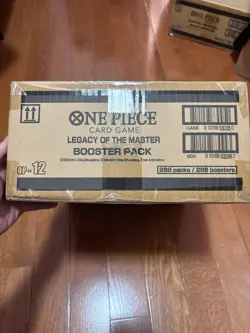 ONE PIECE
CARD GAME
LEGACY OF THE MASTER
BOOSTER PACK
OP-12
CASE
BOX
288 packs / 288 boosters